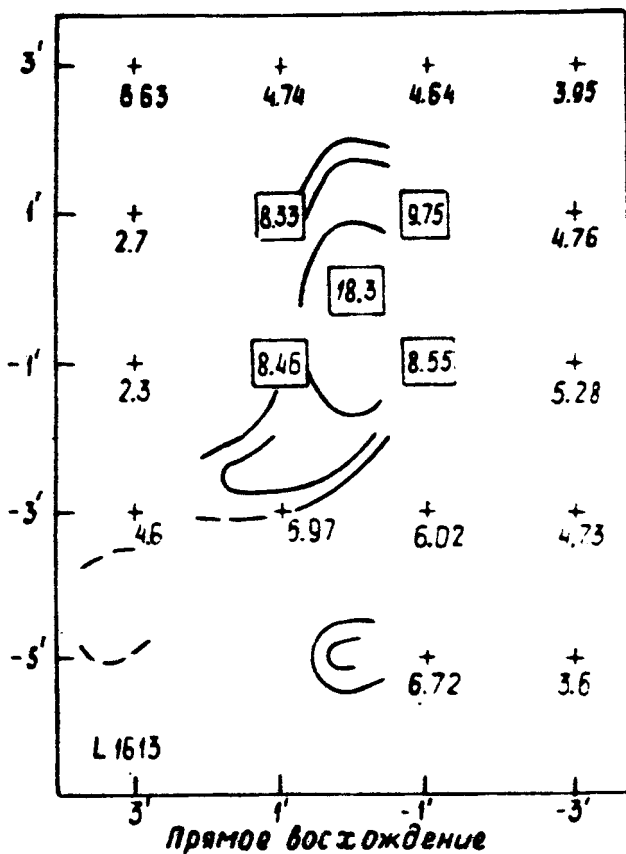 3'
6.63 4.74 4.64 3.95
1'
8.33 9.75
2.7 4.76
18.3
-1'
8.46 8.55
2.3 5.28
-3'
4.6 5.97 6.02 4.73
-5'
6.72 3.6
L 1613
3' 1' -1' -3'
Прямое восхождение